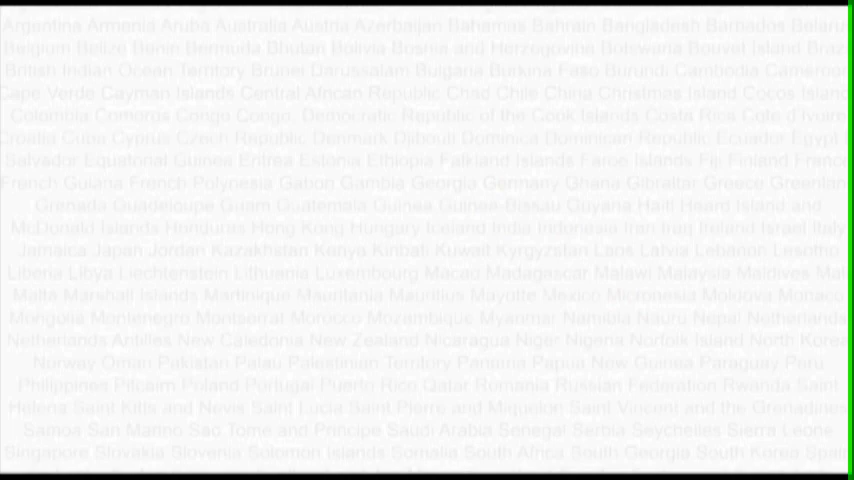 Argentina Armenia Aruba Australia Austria Azerbaijan Bahamas Bahrain Bangladesh Barbados
Belgium Belize Benin Bermuda Bhutan Bolivia Bosnia and Herzegovina Botswana Bouvet Island
British Indian Ocean Territory Brunei Darussalam Bulgaria Burkina Faso Burundi Cambodia Cameroon
Cape Verde Cayman Islands Central African Republic Chad Chile China Christmas Island Cocos Island
Colombia Comoros Congo Congo, Democratic Republic of the Cook Islands Costa Rica Cote d'Ivoire
Croatia Cuba Cyprus Czech Republic Denmark Djibouti Dominica Dominican Republic Ecuador Egypt
Salvador Equatorial Guinea Eritrea Estonia Ethiopia Falkland Islands Faroe Islands Fiji Finland
French Guiana French Polynesia Gabon Gambia Georgia Germany Ghana Gibraltar Greece
Grenada Guadeloupe Guam Guatemala Guinea Guinea-Bissau Guyana Haiti Heard Island and
McDonald Islands Honduras Hong Kong Hungary Iceland India Indonesia Iran Iraq Ireland Israel Italy
Jamaica Japan Jordan Kazakhstan Kenya Kiribati Kuwait Kyrgyzstan Laos Latvia Lebanon Lesotho
Liberia Libya Liechtenstein Lithuania Luxembourg Macau Madagascar Malawi Malaysia Maldives
Malta Marshall Islands Martinique Mauritania Mauritius Mayotte Mexico Micronesia Moldova Monaco
Mongolia Montenegro Montserrat Morocco Mozambique Myanmar Namibia Nauru Nepal Netherlands
Netherlands Antilles New Caledonia New Zealand Nicaragua Niger Nigeria Norfolk Island North Korea
Norway Oman Pakistan Palau Palestinian Territory Panama Papua New Guinea Paraguay Peru
Philippines Pitcairn Poland Portugal Puerto Rico Qatar Romania Russian Federation Rwanda Saint
Helena Saint Kitts and Nevis Saint Lucia Saint Pierre and Miquelon Saint Vincent and the Grenadines
Samoa San Marino Sao Tome and Principe Saudi Arabia Senegal Serbia Seychelles Sierra Leone
Singapore Slovakia Slovenia Solomon Islands Somalia South Africa South Georgia South Korea